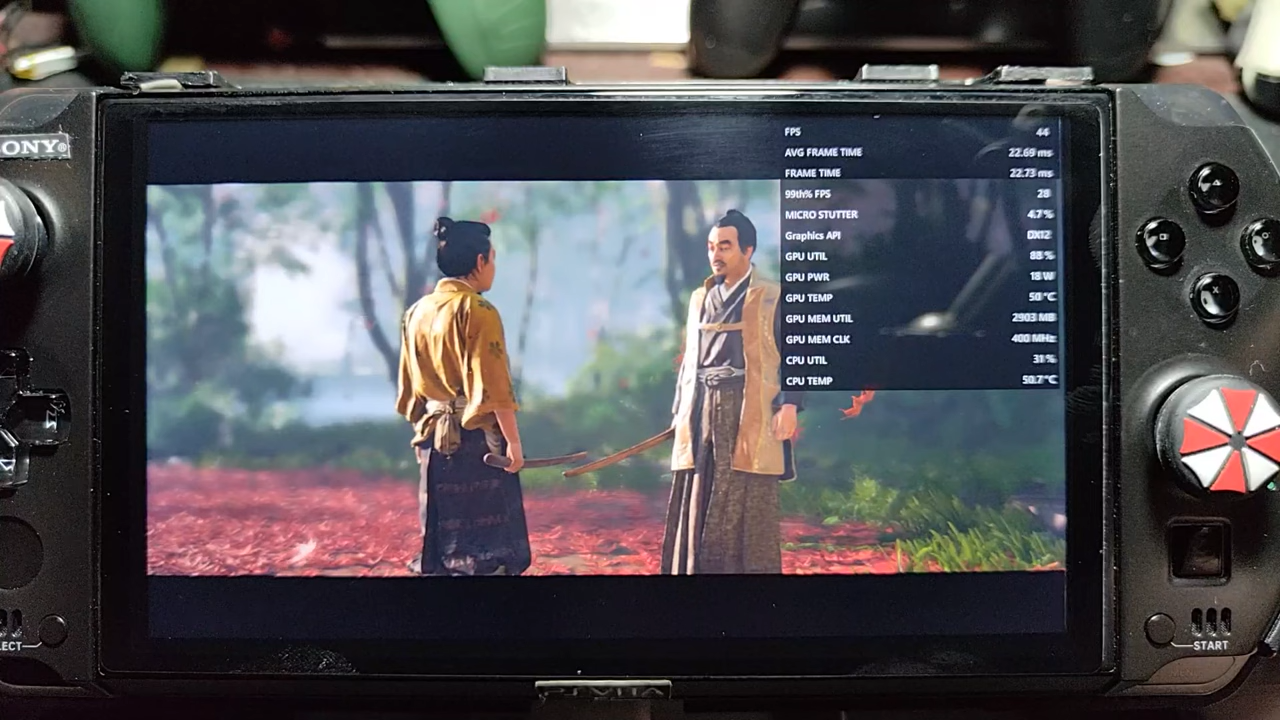 SONY®
FPS 44
AVG FRAME TIME 22.69 ms
FRAME TIME 22.73 ms
99th% FPS 28
MICRO STUTTER 4.7 %
Graphics API DX12
GPU UTIL 88 %
GPU PWR 18 W
GPU TEMP 50 °C
GPU MEM UTIL 2903 MB
GPU MEM CLK 400 MHz
CPU UTIL 31 %
CPU TEMP 50.7 °C
LECT
START
PSVITA